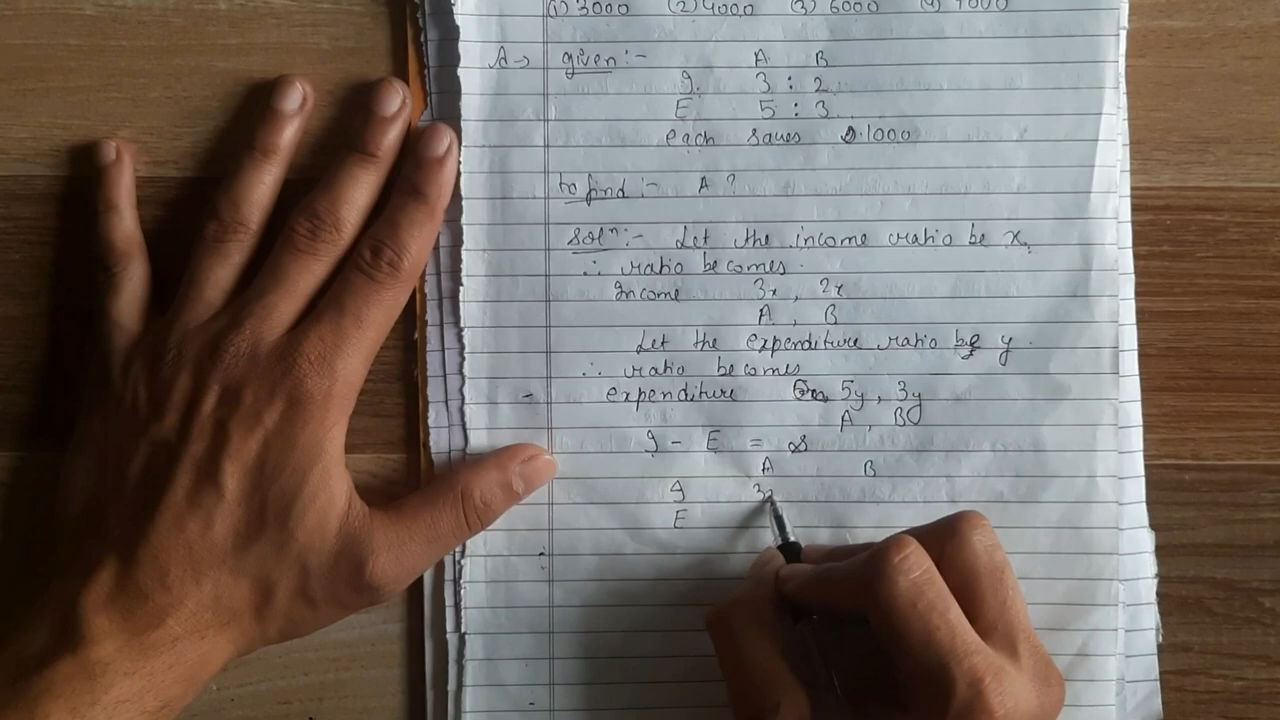 (1) 3000 (2) 4000 (3) 6000 (4) 7000
A→ given :- A B
I 3 : 2
E 5 : 3
each saves 1000
to find :- A ?
Solⁿ :- Let the income ratio be x.
∴ ratio becomes.
Income 3x , 2x
A , B
Let the expenditure ratio be y.
∴ ratio becomes
expenditure 5y , 3y
A , B
I - E = S
A B
I 3x
E